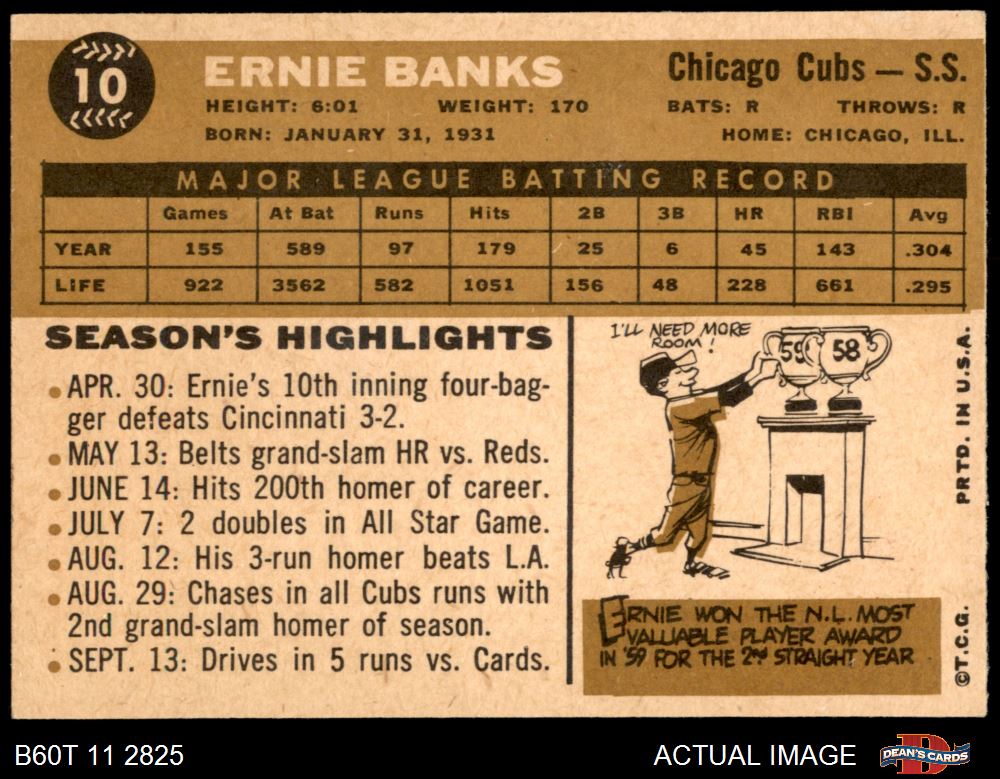 10
ERNIE BANKS
Chicago Cubs — S.S.
HEIGHT: 6:01 WEIGHT: 170 BATS: R THROWS: R
BORN: JANUARY 31, 1931 HOME: CHICAGO, ILL.
MAJOR LEAGUE BATTING RECORD
Games At Bat Runs Hits 2B 3B HR RBI Avg
YEAR 155 589 97 179 25 6 45 143 .304
LIFE 922 3562 582 1051 156 48 228 661 .295
SEASON'S HIGHLIGHTS
• APR. 30: Ernie's 10th inning four-bag-
ger defeats Cincinnati 3-2.
• MAY 13: Belts grand-slam HR vs. Reds.
• JUNE 14: Hits 200th homer of career.
• JULY 7: 2 doubles in All Star Game.
• AUG. 12: His 3-run homer beats L.A.
• AUG. 29: Chases in all Cubs runs with
2nd grand-slam homer of season.
• SEPT. 13: Drives in 5 runs vs. Cards.
I'LL NEED MORE
ROOM!
59 58
ERNIE WON THE N.L. MOST
VALUABLE PLAYER AWARD
IN '59 FOR THE 2ND STRAIGHT YEAR
©T.C.G. PRTD. IN U.S.A.
B60T 11 2825 ACTUAL IMAGE
DEAN'S CARDS